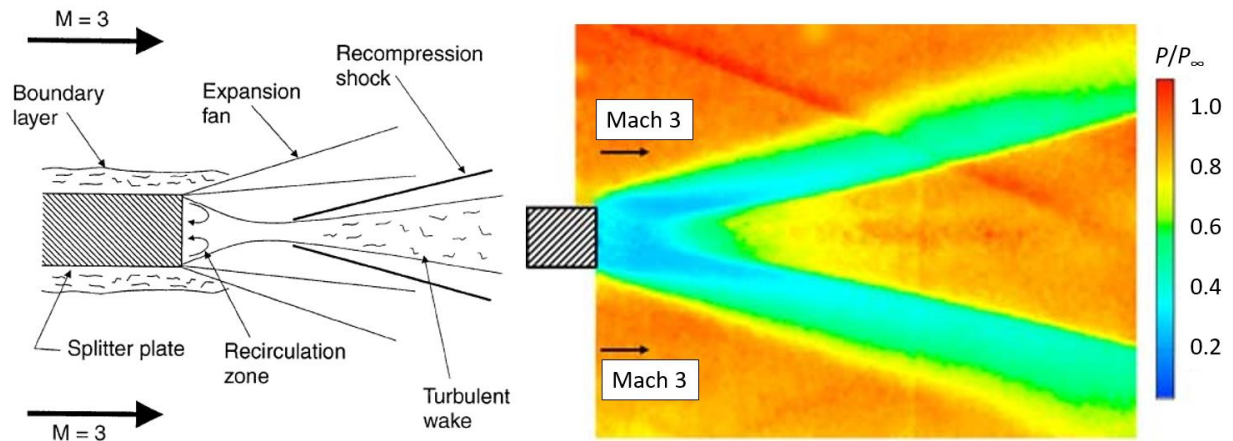 M = 3
Boundary
layer
Expansion
fan
Recompression
shock
Splitter plate
Recirculation
zone
Turbulent
wake
M = 3
Mach 3
Mach 3
P/P∞
1.0
0.8
0.6
0.4
0.2